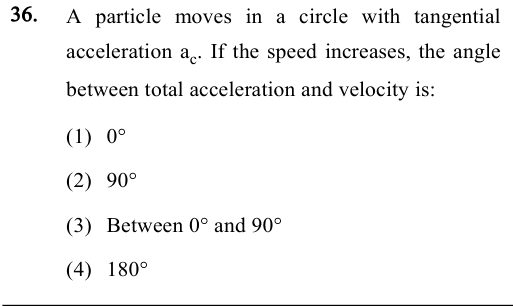 36. A particle moves in a circle with tangential
acceleration a_c. If the speed increases, the angle
between total acceleration and velocity is:
(1) 0°
(2) 90°
(3) Between 0° and 90°
(4) 180°